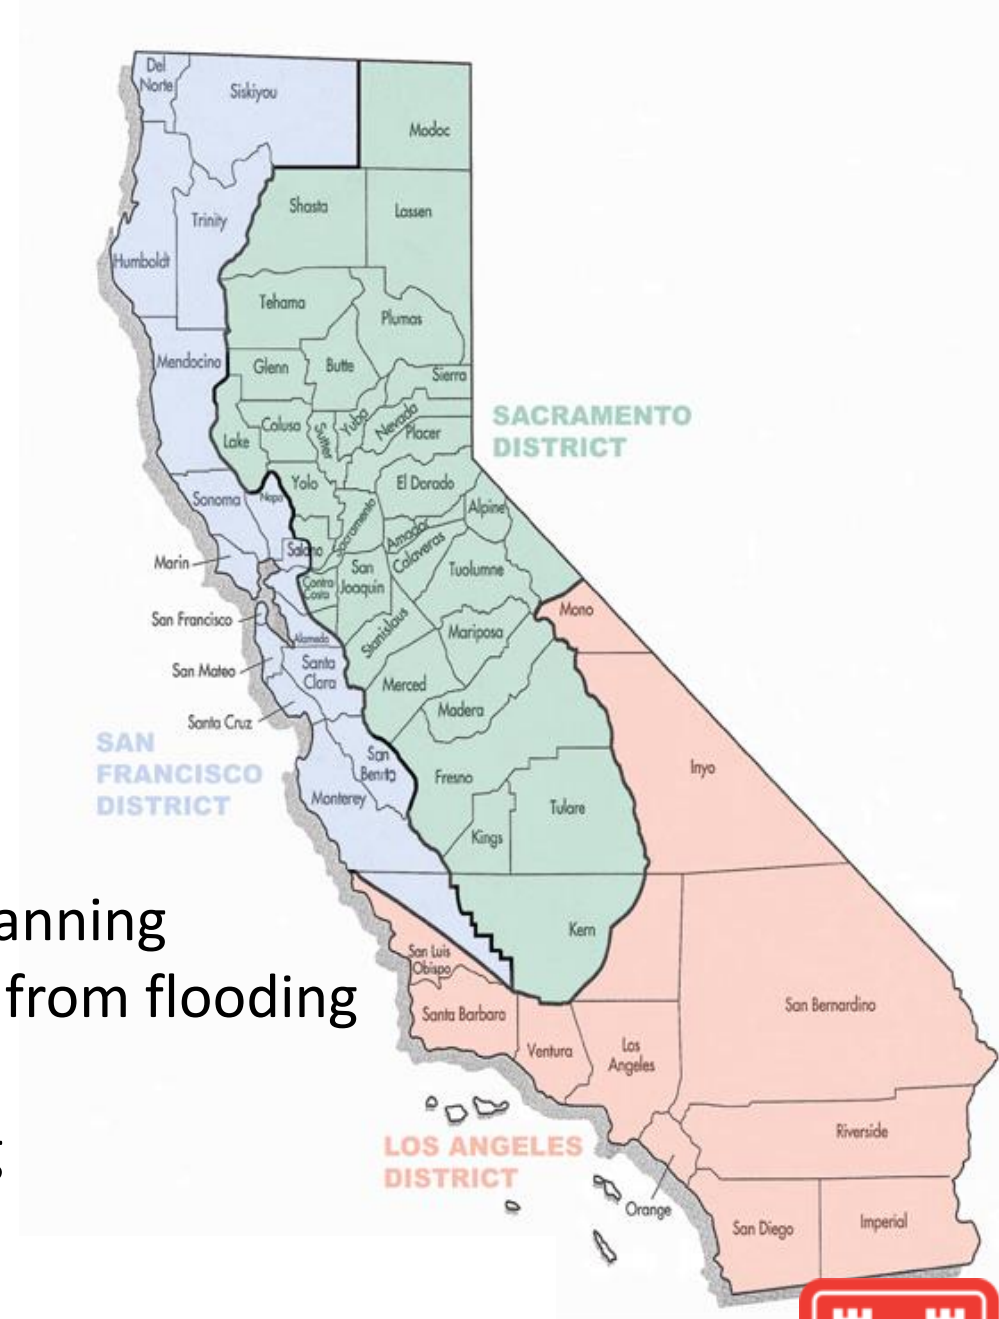 Del
Norte
Siskiyou
Modoc
Shasta
Lassen
Trinity
Humboldt
Tehama
Plumas
Mendocino
Glenn
Butte
Sierra
Colusa
Sutter
Yuba
Nevada
Placer
Lake
SACRAMENTO
DISTRICT
Yolo
El Dorado
Sonoma
Napa
Sacramento
Alpine
Amador
Calaveras
Solano
Marin
Contra
Costa
San
Joaquin
Tuolumne
Mono
San Francisco
Stanislaus
Mariposa
Alameda
San Mateo
Santa
Clara
Merced
Madera
Santa Cruz
SAN
FRANCISCO
DISTRICT
San
Benito
Fresno
Inyo
Monterey
Tulare
Kings
anning
Kern
San Luis
Obispo
from flooding
Santa Barbara
San Bernardino
Ventura
Los
Angeles
g
LOS ANGELES
DISTRICT
Riverside
Orange
San Diego
Imperial